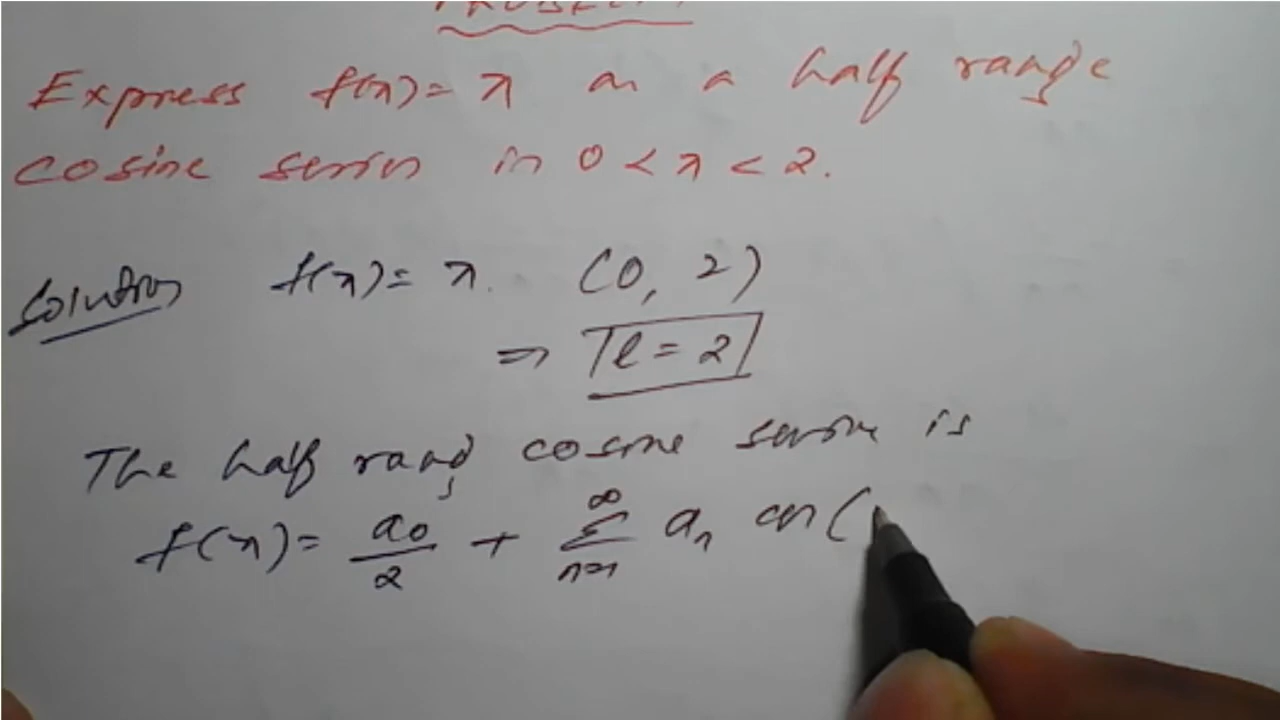 PROBLEM
Express f(x) = x as a half range
cosine series in 0 < x < 2.
Solution f(x) = x. (0, 2)
⇒ l = 2
The half range cosine series is
f(x) = a₀/2 + ∞ Σ n=1 aₙ cos(